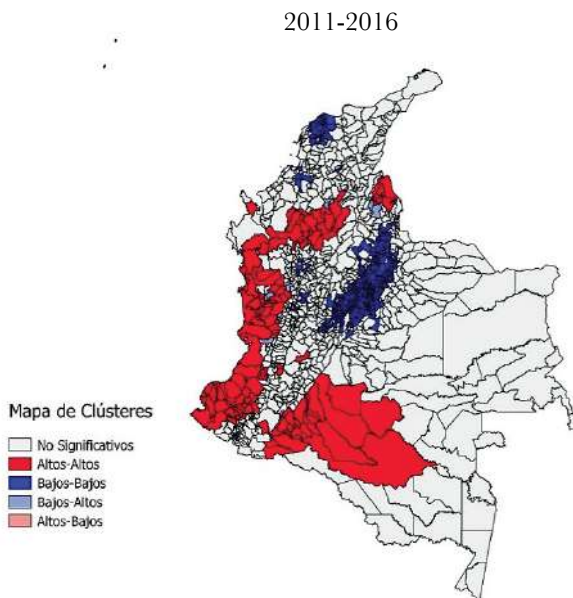 2011-2016
Mapa de Clústeres
No Significativos
Altos-Altos
Bajos-Bajos
Bajos-Altos
Altos-Bajos